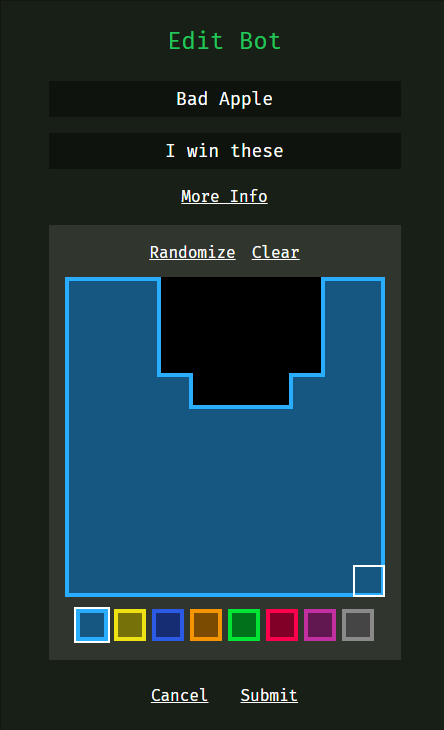 Edit Bot
Bad Apple
I win these
More Info
Randomize Clear
Cancel Submit